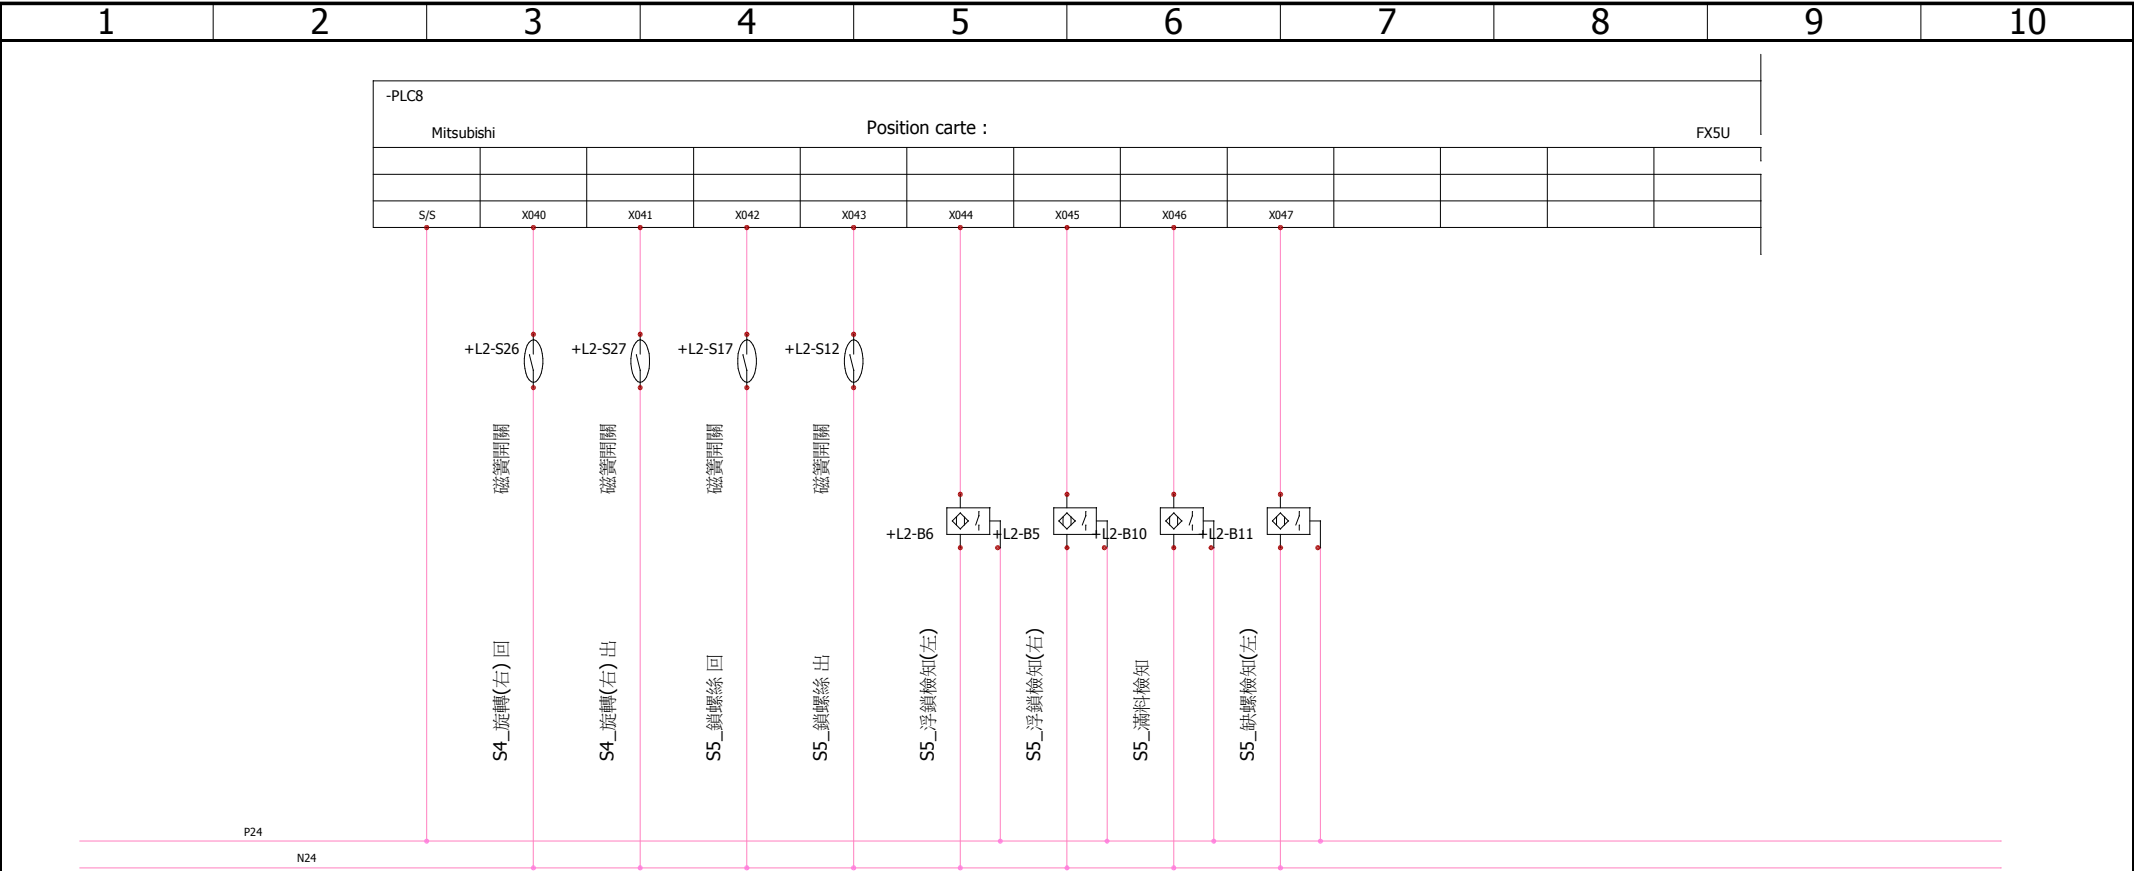 1 2 3 4 5 6 7 8 9 10
-PLC8
Mitsubishi Position carte : FX5U
S/S X040 X041 X042 X043 X044 X045 X046 X047
+L2-S26 +L2-S27 +L2-S17 +L2-S12
磁簧開關 磁簧開關 磁簧開關 磁簧開關
+L2-B6 +L2-B5 +L2-B10 +L2-B11
S4_旋轉(右) 回
S4_旋轉(右) 出
S5_鎖螺絲 回
S5_鎖螺絲 出
S5_浮鎖檢知(左)
S5_浮鎖檢知(右)
S5_滿料檢知
S5_缺螺檢知(左)
P24
N24